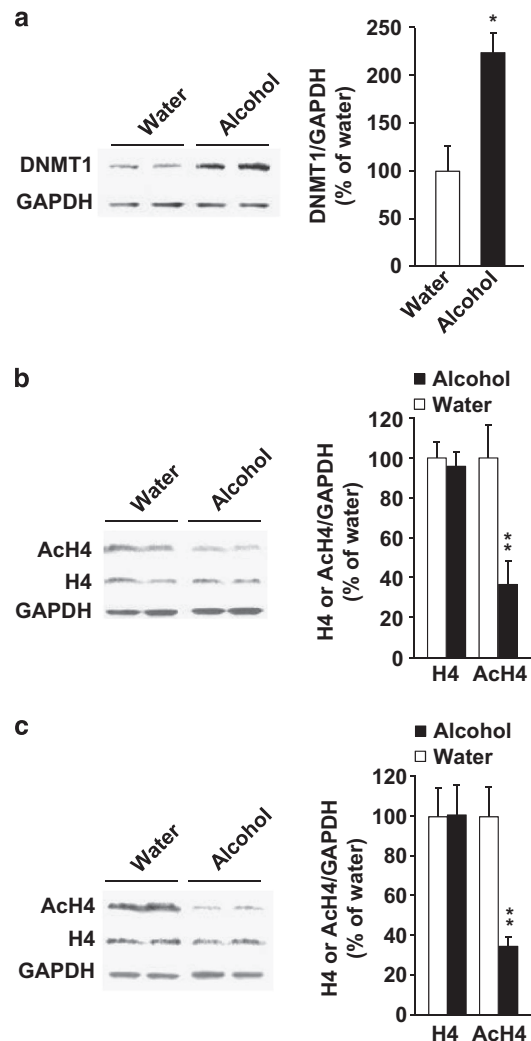 a
Water Alcohol
DNMT1
GAPDH
DNMT1/GAPDH
(% of water)
250
200
150
100
50
0
*
Water Alcohol
b
Water Alcohol
AcH4
H4
GAPDH
Alcohol
Water
H4 or AcH4/GAPDH
(% of water)
120
100
80
60
40
20
0
**
H4 AcH4
c
Water Alcohol
AcH4
H4
GAPDH
Alcohol
Water
H4 or AcH4/GAPDH
(% of water)
120
100
80
60
40
20
0
**
H4 AcH4